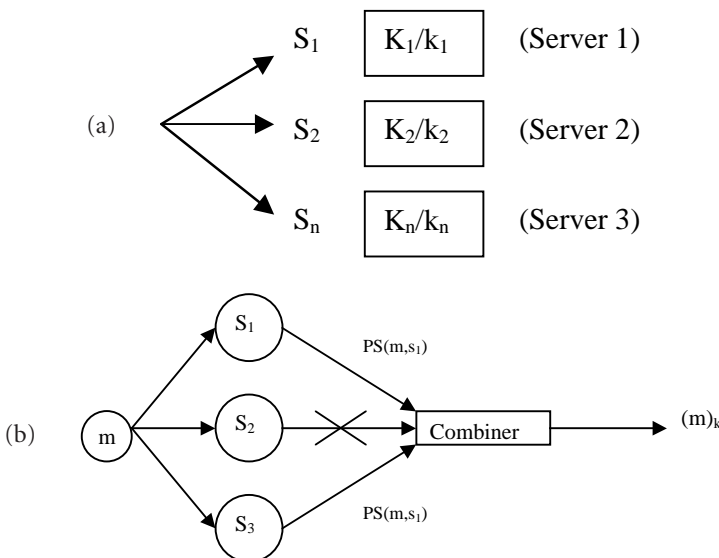 S₁ K₁/k₁ (Server 1)
(a) S₂ K₂/k₂ (Server 2)
Sₙ Kₙ/kₙ (Server 3)
S₁
PS(m,s₁)
(b) m S₂ Combiner (m)ₖ
S₃
PS(m,s₁)